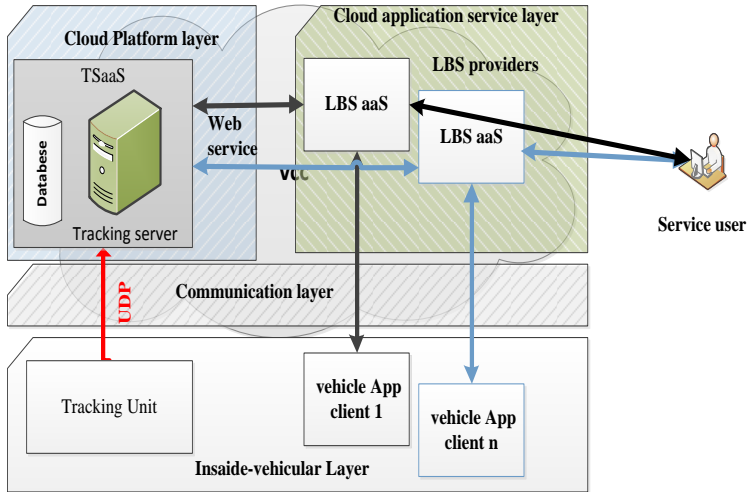 Cloud application service layer
Cloud Platform layer
LBS providers
TSaaS
LBS aaS
LBS aaS
Databese
Web
service
VCC
Tracking server
Service user
UDP
Communication layer
Tracking Unit
vehicle App
client 1
vehicle App
client n
Insaide-vehicular Layer